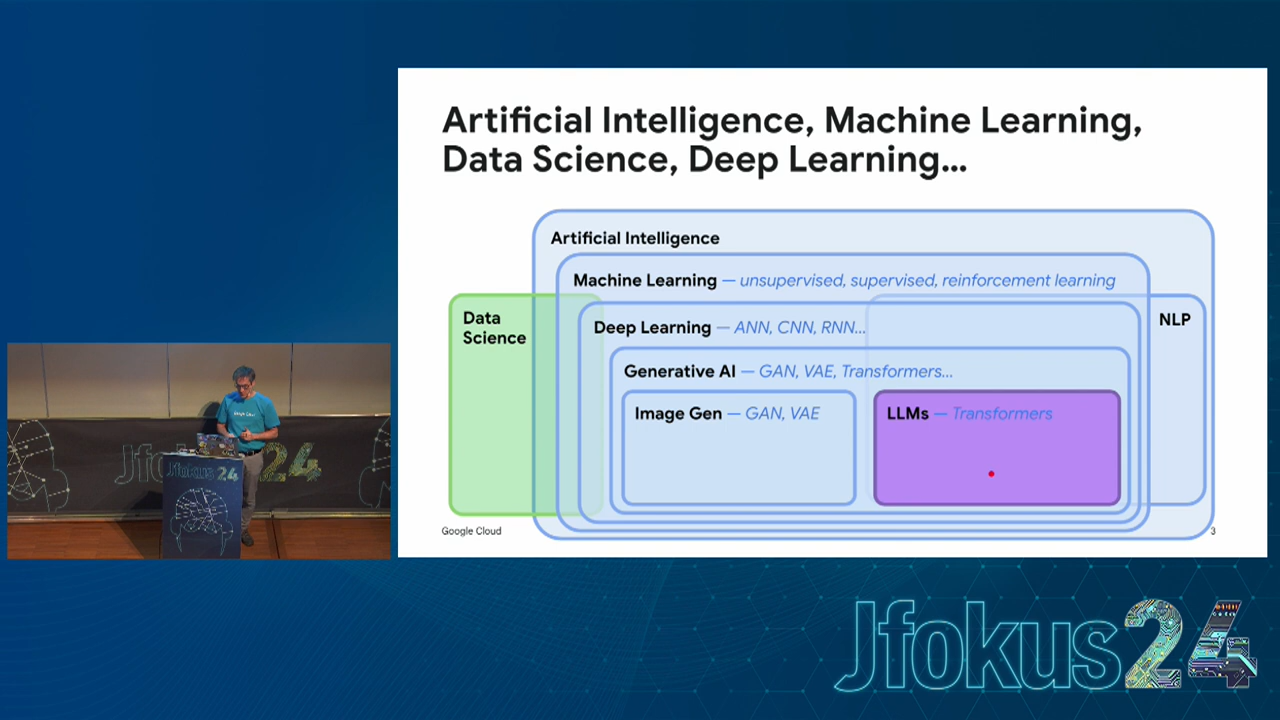 Artificial Intelligence, Machine Learning,
Data Science, Deep Learning...
Artificial Intelligence
Machine Learning — unsupervised, supervised, reinforcement learning
Data
Science
Deep Learning — ANN, CNN, RNN...
NLP
Generative AI — GAN, VAE, Transformers...
Image Gen — GAN, VAE
LLMs — Transformers
Google Cloud
3
Jfokus 24
Jfokus24